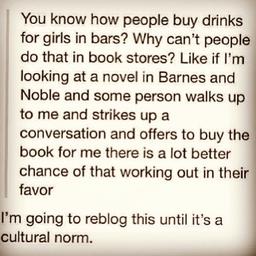 You know how people buy drinks
for girls in bars? Why can't people
do that in book stores? Like if I'm
looking at a novel in Barnes and
Noble and some person walks up
to me and strikes up a
conversation and offers to buy the
book for me there is a lot better
chance of that working out in their
favor
I'm going to reblog this until it's a
cultural norm.